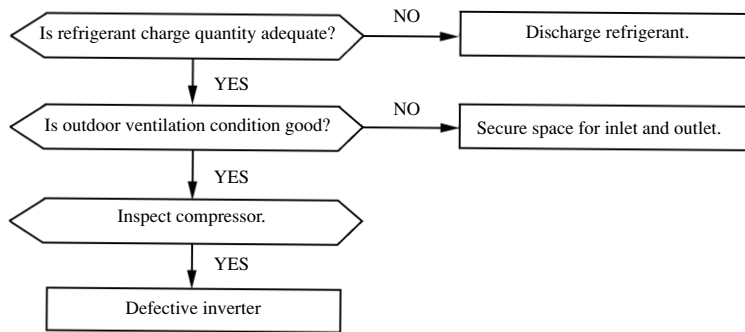 Is refrigerant charge quantity adequate?
NO
Discharge refrigerant.
YES
Is outdoor ventilation condition good?
NO
Secure space for inlet and outlet.
YES
Inspect compressor.
YES
Defective inverter